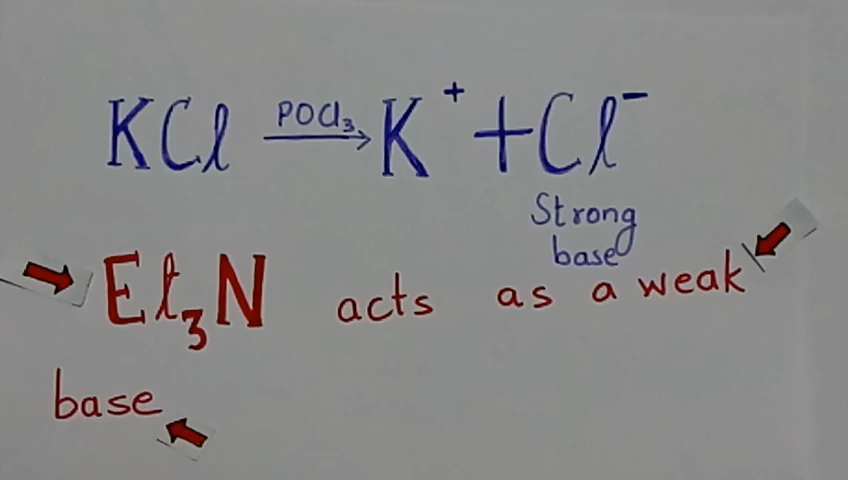 KCl POCl₃→ K⁺ + Cl⁻
Strong
base
Et₃N acts as a weak
base